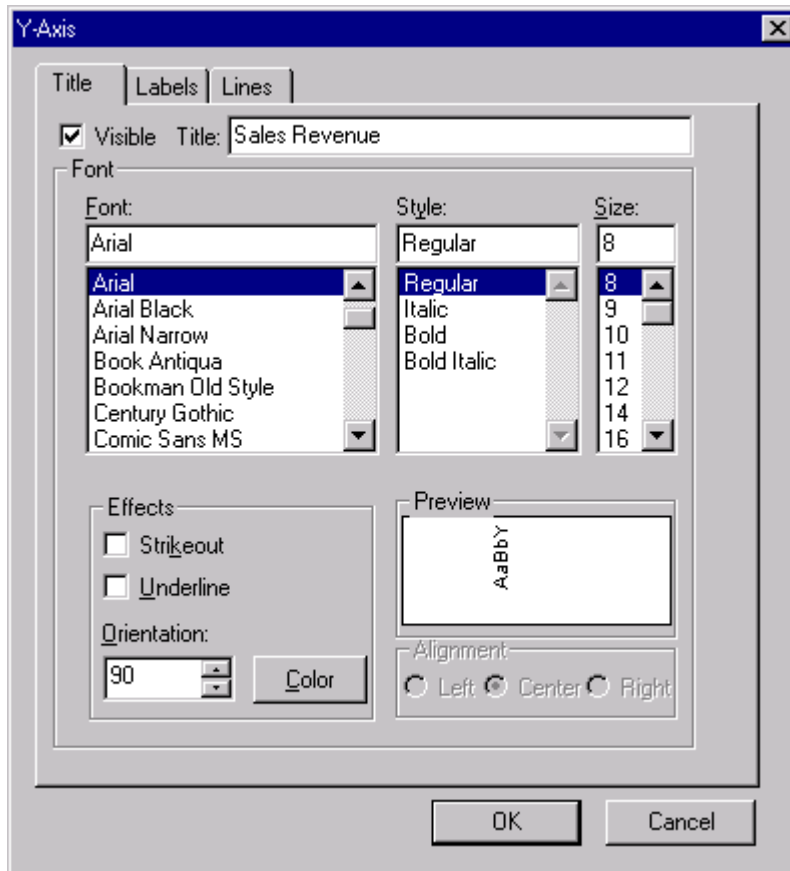 Y-Axis
Title Labels Lines
Visible Title: Sales Revenue
Font
Font: Style: Size:
Arial Regular 8
Arial Regular 8
Arial Black Italic 9
Arial Narrow Bold 10
Book Antiqua Bold Italic 11
Bookman Old Style 12
Century Gothic 14
Comic Sans MS 16
Effects Preview
Strikeout AaBbY
Underline
Orientation:
90 Color
Alignment
Left Center Right
OK Cancel